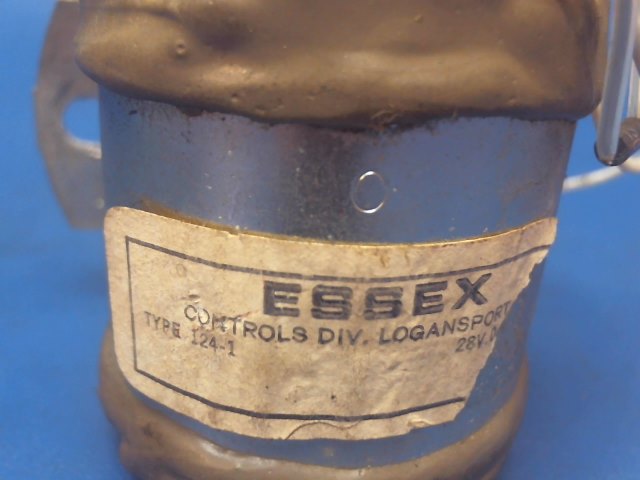 ESSEX
CONTROLS DIV. LOGANSPORT
TYPE 124-1 28V.D